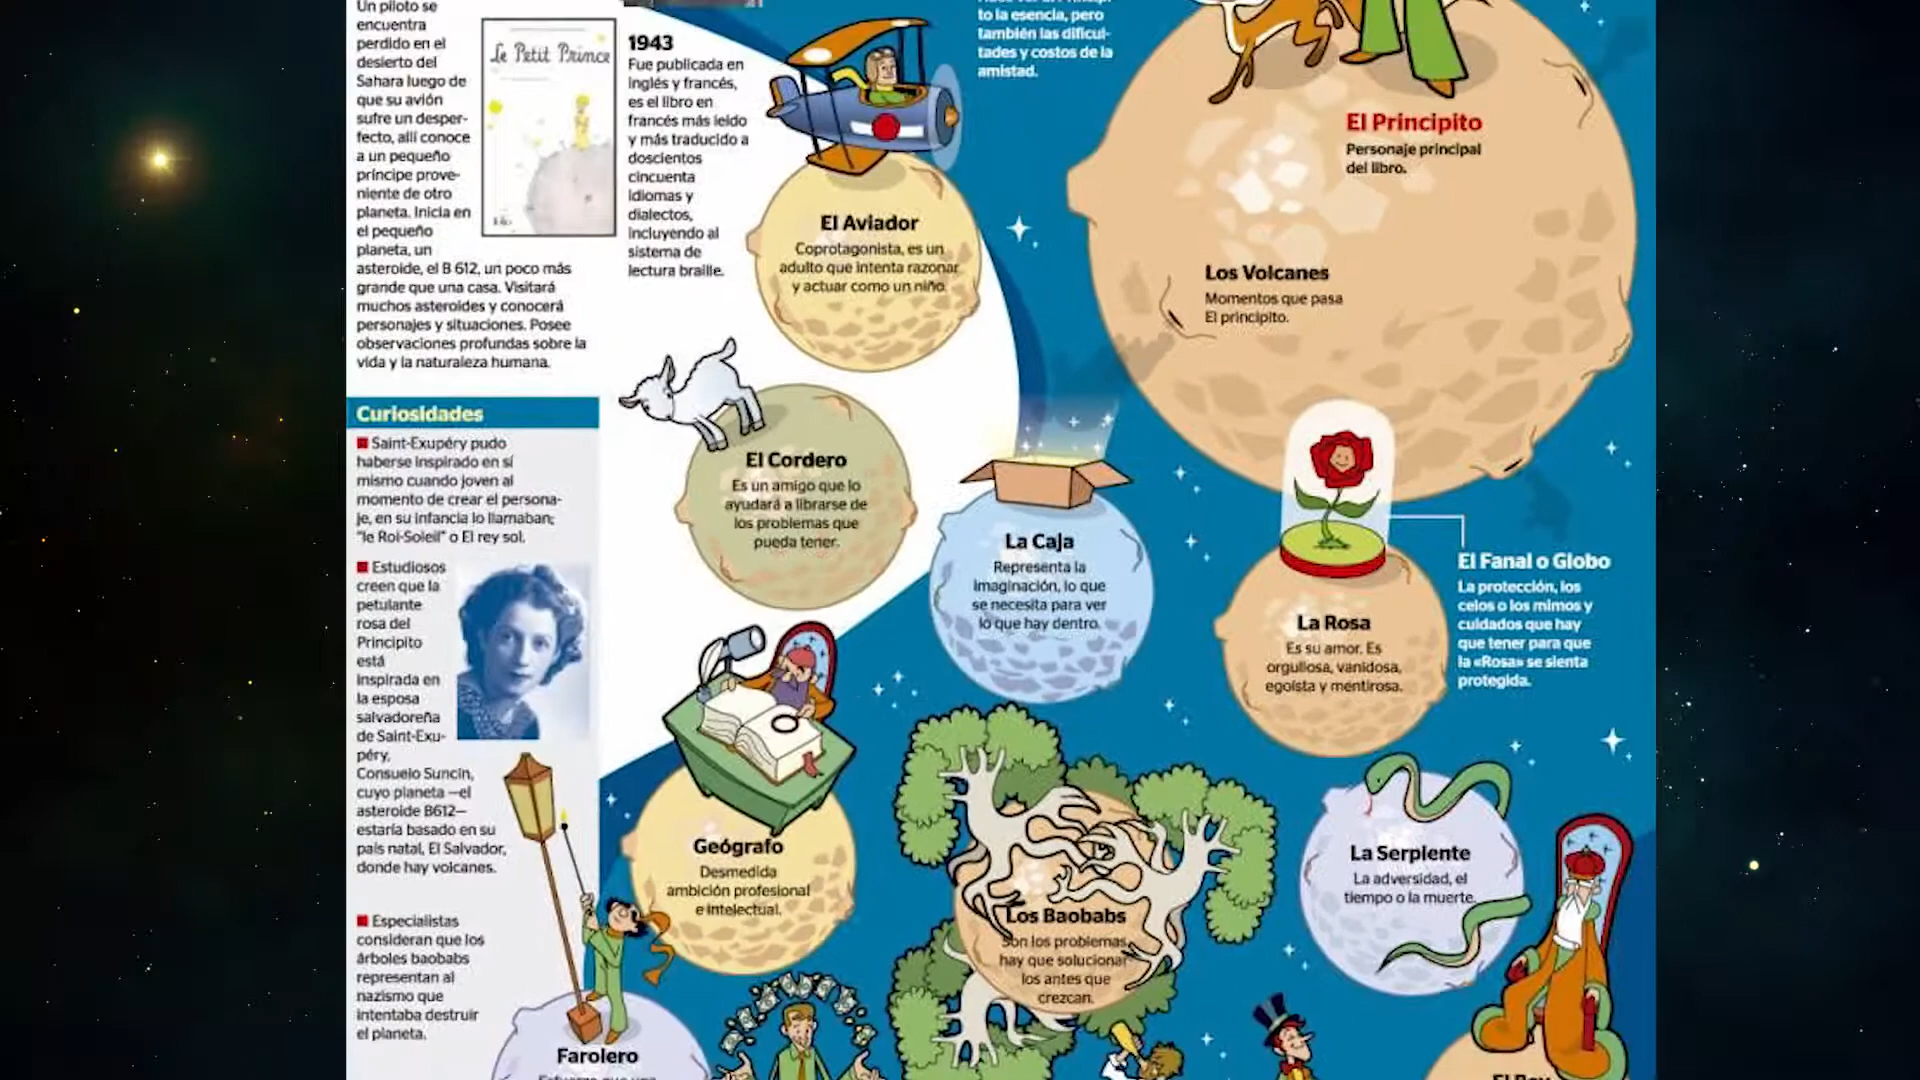 Un piloto se
encuentra
perdido en el
desierto del
Sahara luego de
que su avión
sufre un desper-
fecto, allí conoce
a un pequeño
príncipe prove-
niente de otro
planeta. Inicia en
el pequeño
planeta, un
asteroide, el B 612, un poco más
grande que una casa. Visitará
muchos asteroides y conocerá
personajes y situaciones. Posee
observaciones profundas sobre la
vida y la naturaleza humana.
Le Petit Prince
1943
Fue publicada en
inglés y francés,
es el libro en
francés más leído
y más traducido a
doscientos
cincuenta
idiomas y
dialectos,
incluyendo al
sistema de
lectura braille.
to la esencia, pero
también las dificul-
tades y costos de la
amistad.
El Principito
Personaje principal
del libro.
El Aviador
Coprotagonista, es un
adulto que intenta razonar
y actuar como un niño.
Los Volcanes
Momentos que pasa
El principito.
Curiosidades
Saint-Exupéry pudo
haberse inspirado en sí
mismo cuando joven al
momento de crear el persona-
je, en su infancia lo llamaban;
"le Roi-Soleil" o El rey sol.
Estudiosos
creen que la
petulante
rosa del
Principito
está
inspirada en
la esposa
salvadoreña
de Saint-Exu-
péry,
Consuelo Suncín,
cuyo planeta —el
asteroide B612—
estaría basado en su
país natal, El Salvador,
donde hay volcanes.
Especialistas
consideran que los
árboles baobabs
representan al
nazismo que
intentaba destruir
el planeta.
El Cordero
Es un amigo que lo
ayudará a librarse de
los problemas que
pueda tener.
La Caja
Representa la
imaginación, lo que
se necesita para ver
lo que hay dentro.
La Rosa
Es su amor. Es
orgullosa, vanidosa,
egoísta y mentirosa.
El Fanal o Globo
La protección, los
celos o los mimos y
cuidados que hay
que tener para que
la «Rosa» se sienta
protegida.
Geógrafo
Desmedida
ambición profesional
e intelectual.
Los Baobabs
Son los problemas,
hay que solucionar
los antes que
crezcan.
La Serpiente
La adversidad, el
tiempo o la muerte.
Farolero